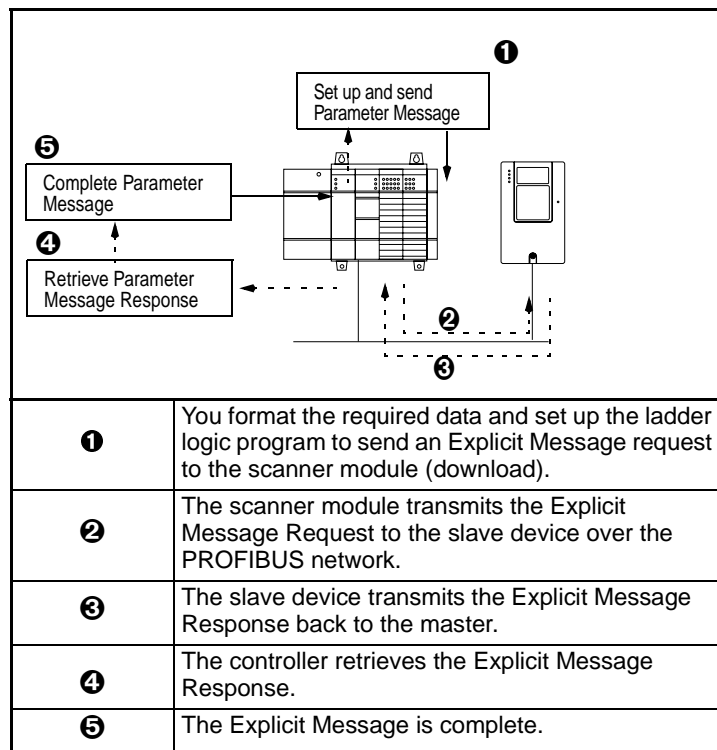 ❶
Set up and send
Parameter Message
❺
Complete Parameter
Message
❹
Retrieve Parameter
Message Response
❷
❸
❶ You format the required data and set up the ladder
logic program to send an Explicit Message request
to the scanner module (download).
❷ The scanner module transmits the Explicit
Message Request to the slave device over the
PROFIBUS network.
❸ The slave device transmits the Explicit Message
Response back to the master.
❹ The controller retrieves the Explicit Message
Response.
❺ The Explicit Message is complete.